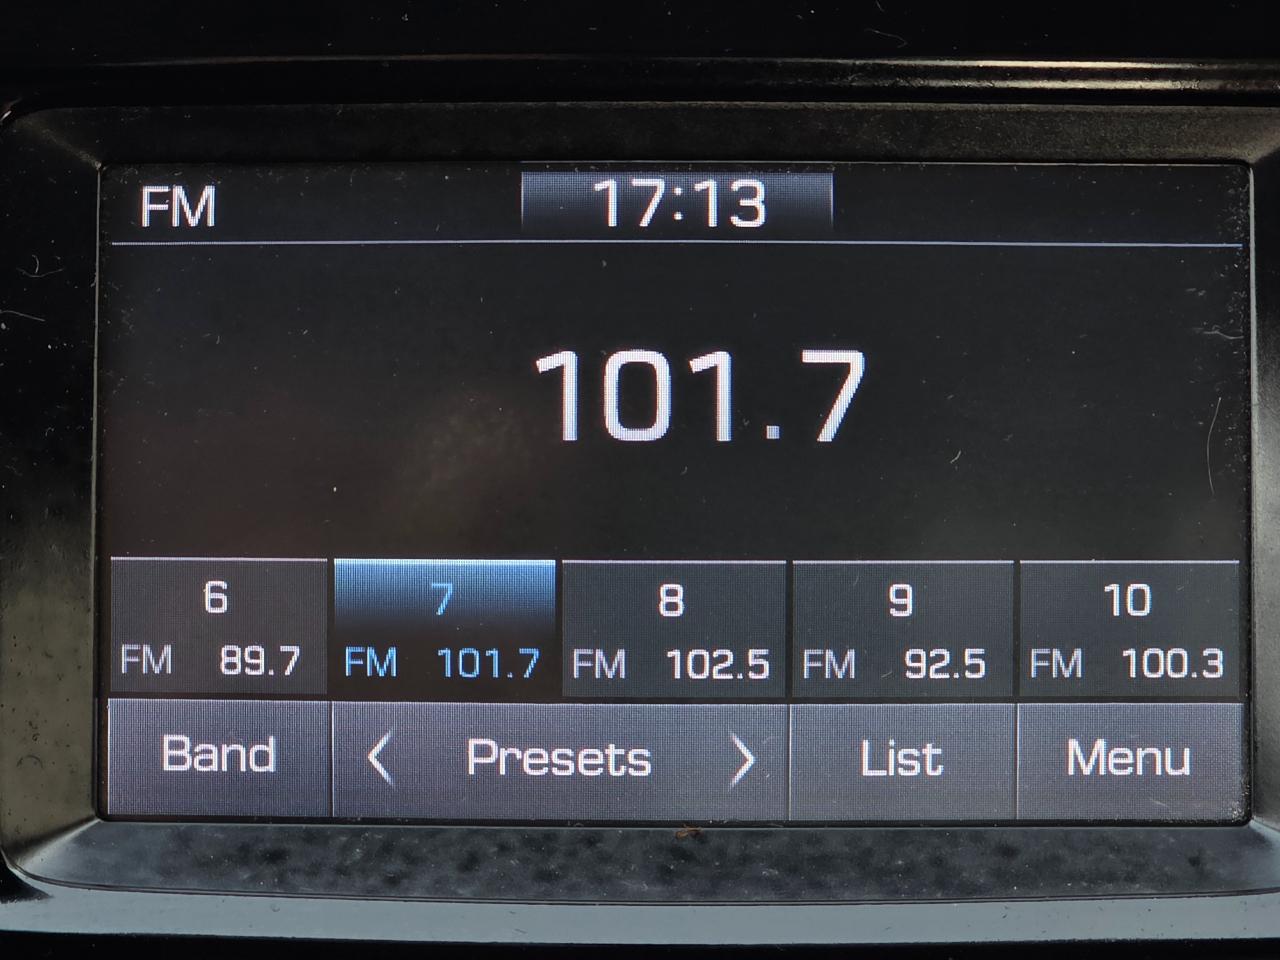 FM 17:13
101.7
6 7 8 9 10
FM 89.7 FM 101.7 FM 102.5 FM 92.5 FM 100.3
Band < Presets > List Menu